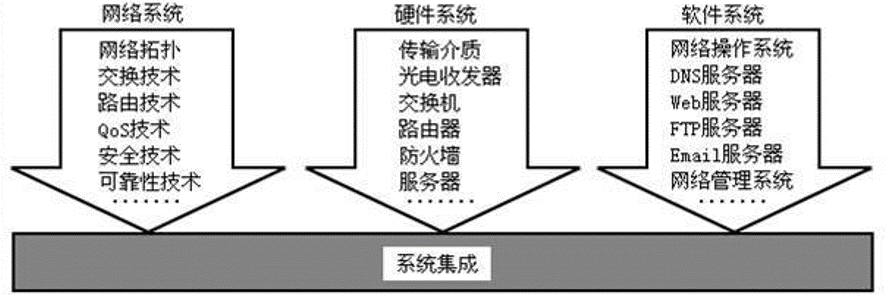 网络系统
网络拓扑
交换技术
路由技术
QoS技术
安全技术
可靠性技术
·······
硬件系统
传输介质
光电收发器
交换机
路由器
防火墙
服务器
·······
软件系统
网络操作系统
DNS服务器
Web服务器
FTP服务器
Email服务器
网络管理系统
·······
系统集成